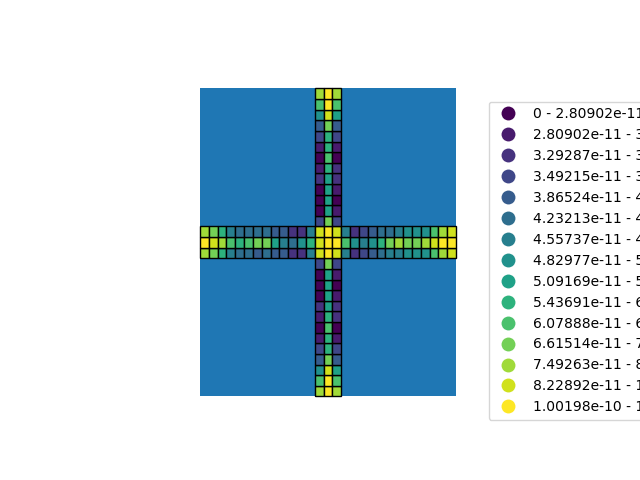 0 - 2.80902e-11
2.80902e-11 - 3
3.29287e-11 - 3
3.49215e-11 - 3
3.86524e-11 - 4
4.23213e-11 - 4
4.55737e-11 - 4
4.82977e-11 - 5
5.09169e-11 - 5
5.43691e-11 - 6
6.07888e-11 - 6
6.61514e-11 - 7
7.49263e-11 - 8
8.22892e-11 - 1
1.00198e-10 - 1